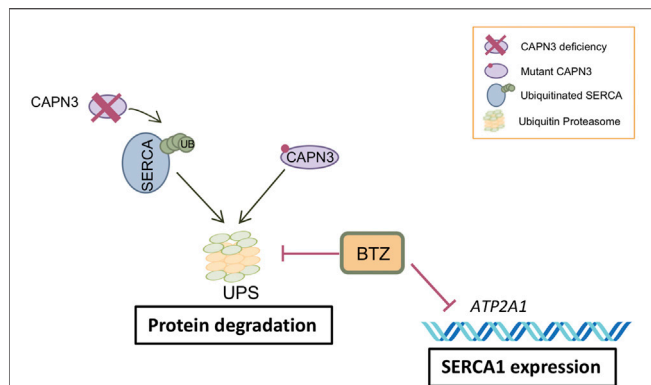 CAPN3 deficiency
Mutant CAPN3
Ubiquitinated SERCA
Ubiquitin Proteasome
CAPN3
UB
SERCA
CAPN3
UPS
BTZ
Protein degradation
ATP2A1
SERCA1 expression